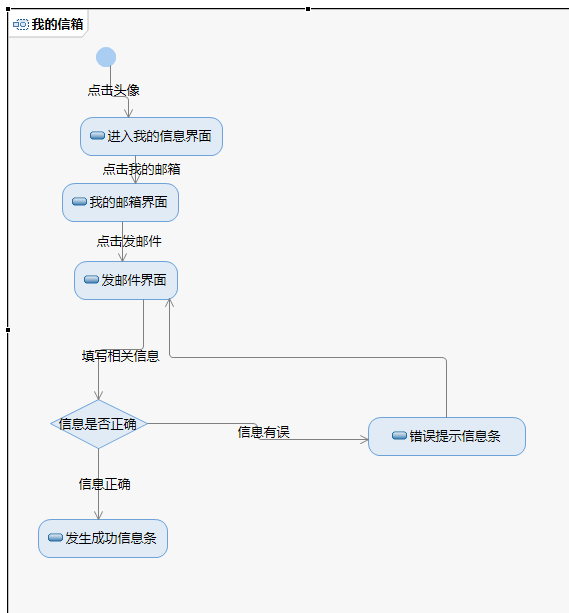 我的信箱
点击头像
进入我的信息界面
点击我的邮箱
我的邮箱界面
点击发邮件
发邮件界面
填写相关信息
信息是否正确
信息有误
错误提示信息条
信息正确
发生成功信息条